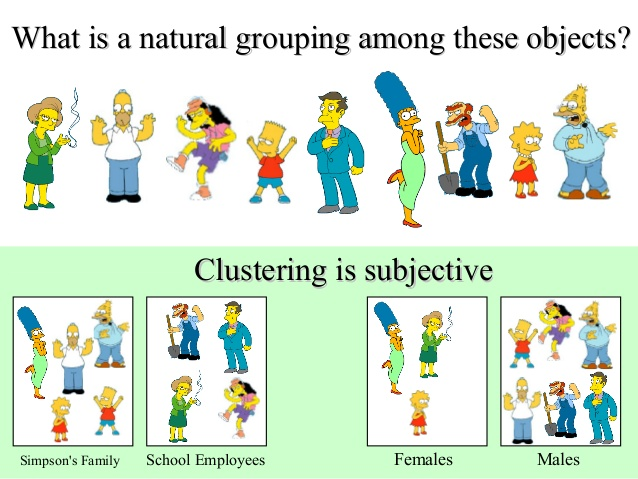 What is a natural grouping among these objects?
Clustering is subjective
Simpson's Family
School Employees
Females
Males